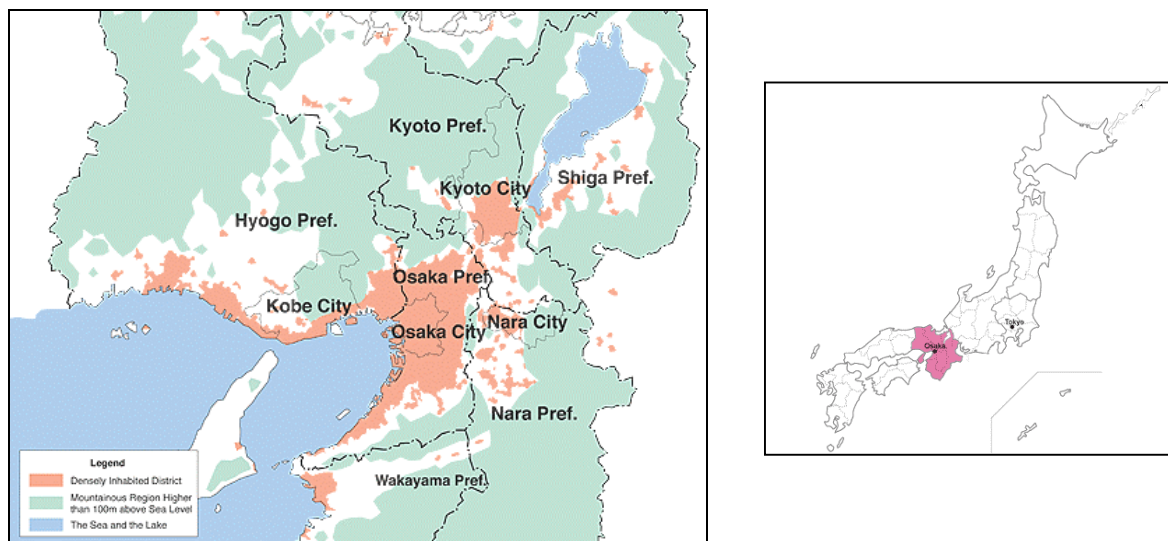 Kyoto Pref.
Kyoto City
Shiga Pref.
Hyogo Pref.
Osaka Pref
Kobe City
Osaka City
Nara City
Nara Pref.
Wakayama Pref.
Legend
Densely Inhabited District
Mountainous Region Higher
than 100m above Sea Level
The Sea and the Lake
Tokyo
Osaka